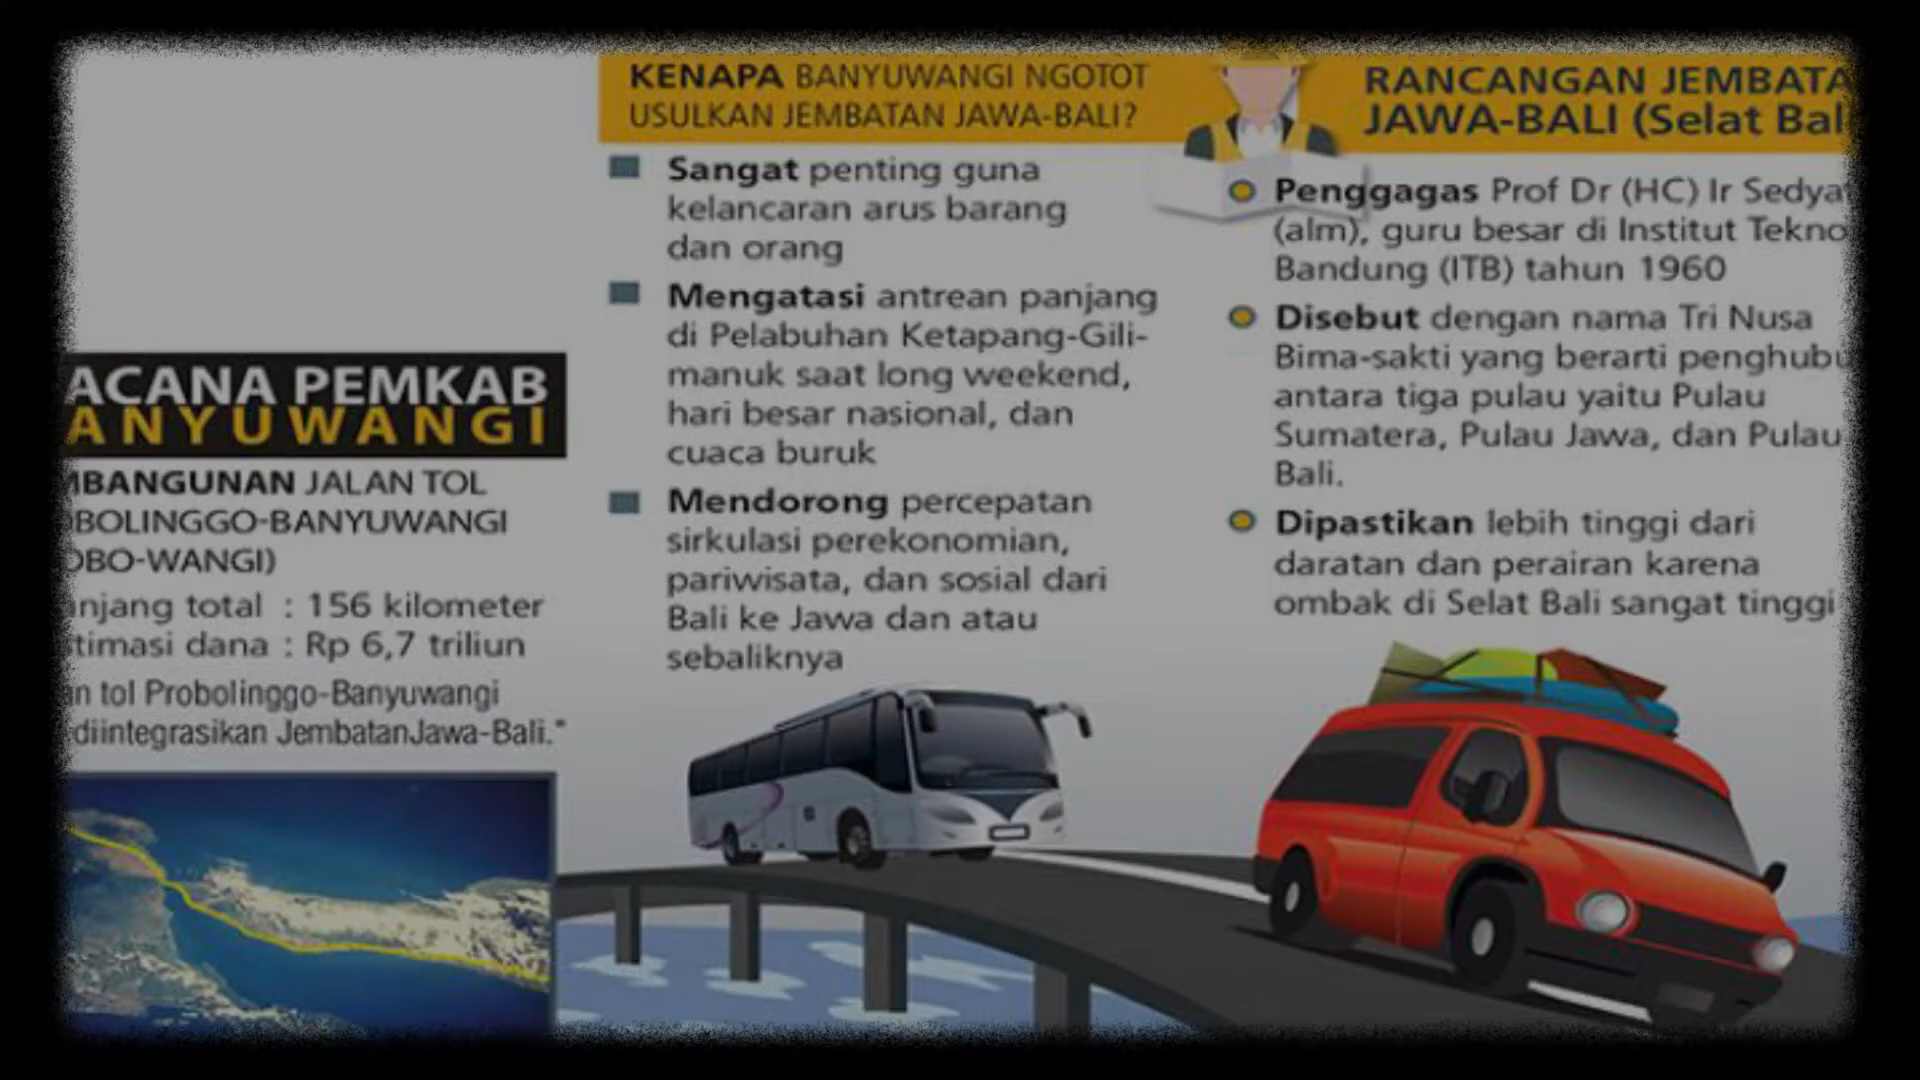 ACANA PEMKAB
ANYUWANGI
MBANGUNAN JALAN TOL
OBOLINGGO-BANYUWANGI
OBO-WANGI)
anjang total : 156 kilometer
timasi dana : Rp 6,7 triliun
an tol Probolinggo-Banyuwangi
diintegrasikan JembatanJawa-Bali."
KENAPA BANYUWANGI NGOTOT
USULKAN JEMBATAN JAWA-BALI?
Sangat penting guna
kelancaran arus barang
dan orang
Mengatasi antrean panjang
di Pelabuhan Ketapang-Gili-
manuk saat long weekend,
hari besar nasional, dan
cuaca buruk
Mendorong percepatan
sirkulasi perekonomian,
pariwisata, dan sosial dari
Bali ke Jawa dan atau
sebaliknya
RANCANGAN JEMBATA
JAWA-BALI (Selat Bal
Penggagas Prof Dr (HC) Ir Sedya
(alm), guru besar di Institut Tekno
Bandung (ITB) tahun 1960
Disebut dengan nama Tri Nusa
Bima-sakti yang berarti penghubu
antara tiga pulau yaitu Pulau
Sumatera, Pulau Jawa, dan Pulau
Bali.
Dipastikan lebih tinggi dari
daratan dan perairan karena
ombak di Selat Bali sangat tinggi